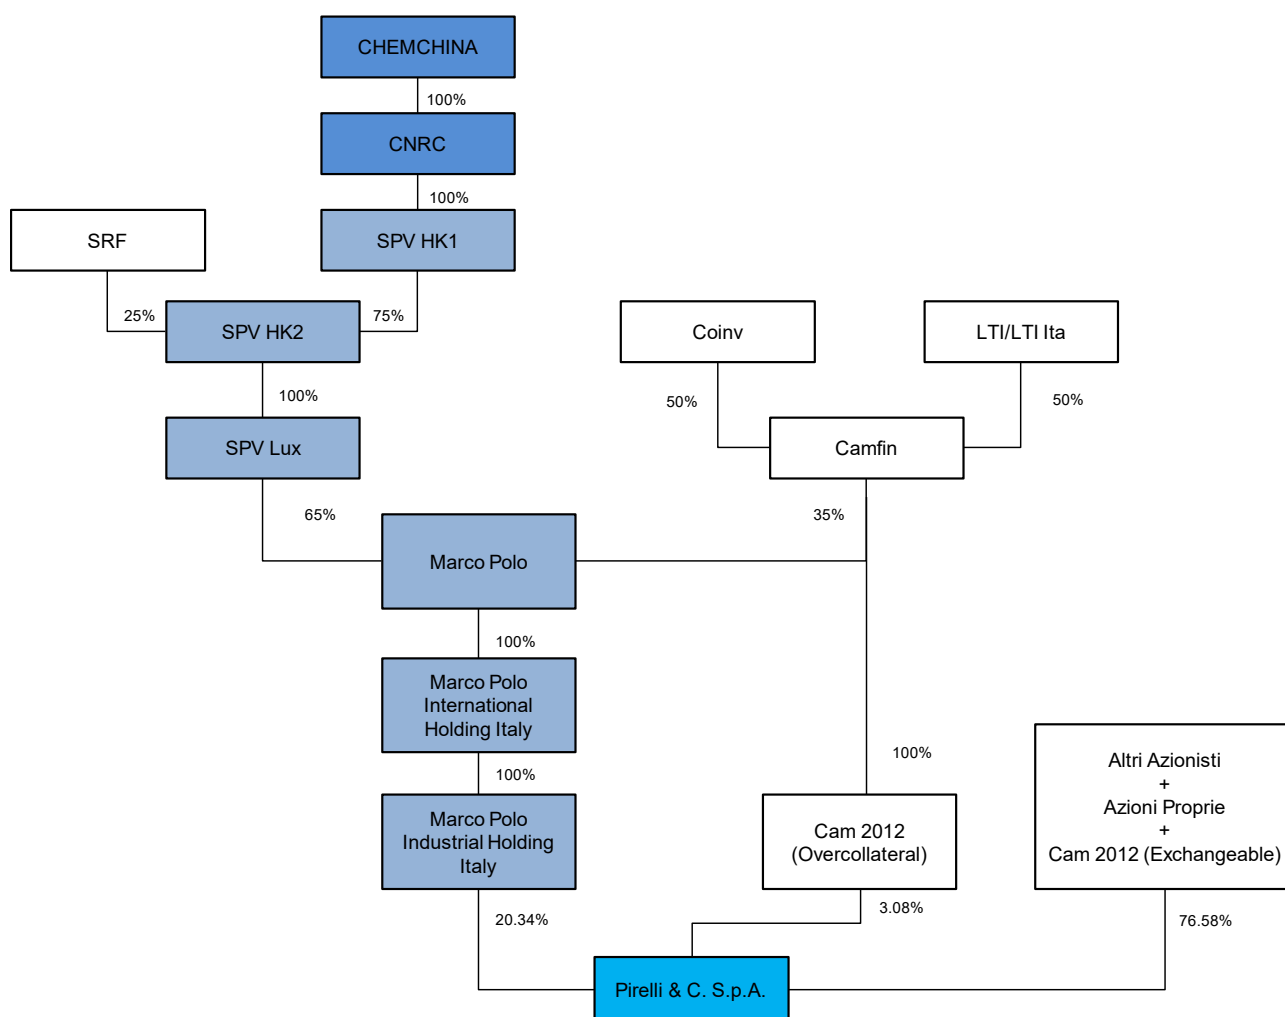 CHEMCHINA
100%
CNRC
100%
SRF
SPV HK1
25%
SPV HK2
75%
Coinv
LTI/LTI Ita
100%
50%
50%
SPV Lux
Camfin
65%
35%
Marco Polo
100%
Marco Polo
International
Holding Italy
100%
100%
Altri Azionisti
+
Azioni Proprie
+
Cam 2012 (Exchangeable)
Marco Polo
Industrial Holding
Italy
Cam 2012
(Overcollateral)
20.34%
3.08%
76.58%
Pirelli & C. S.p.A.